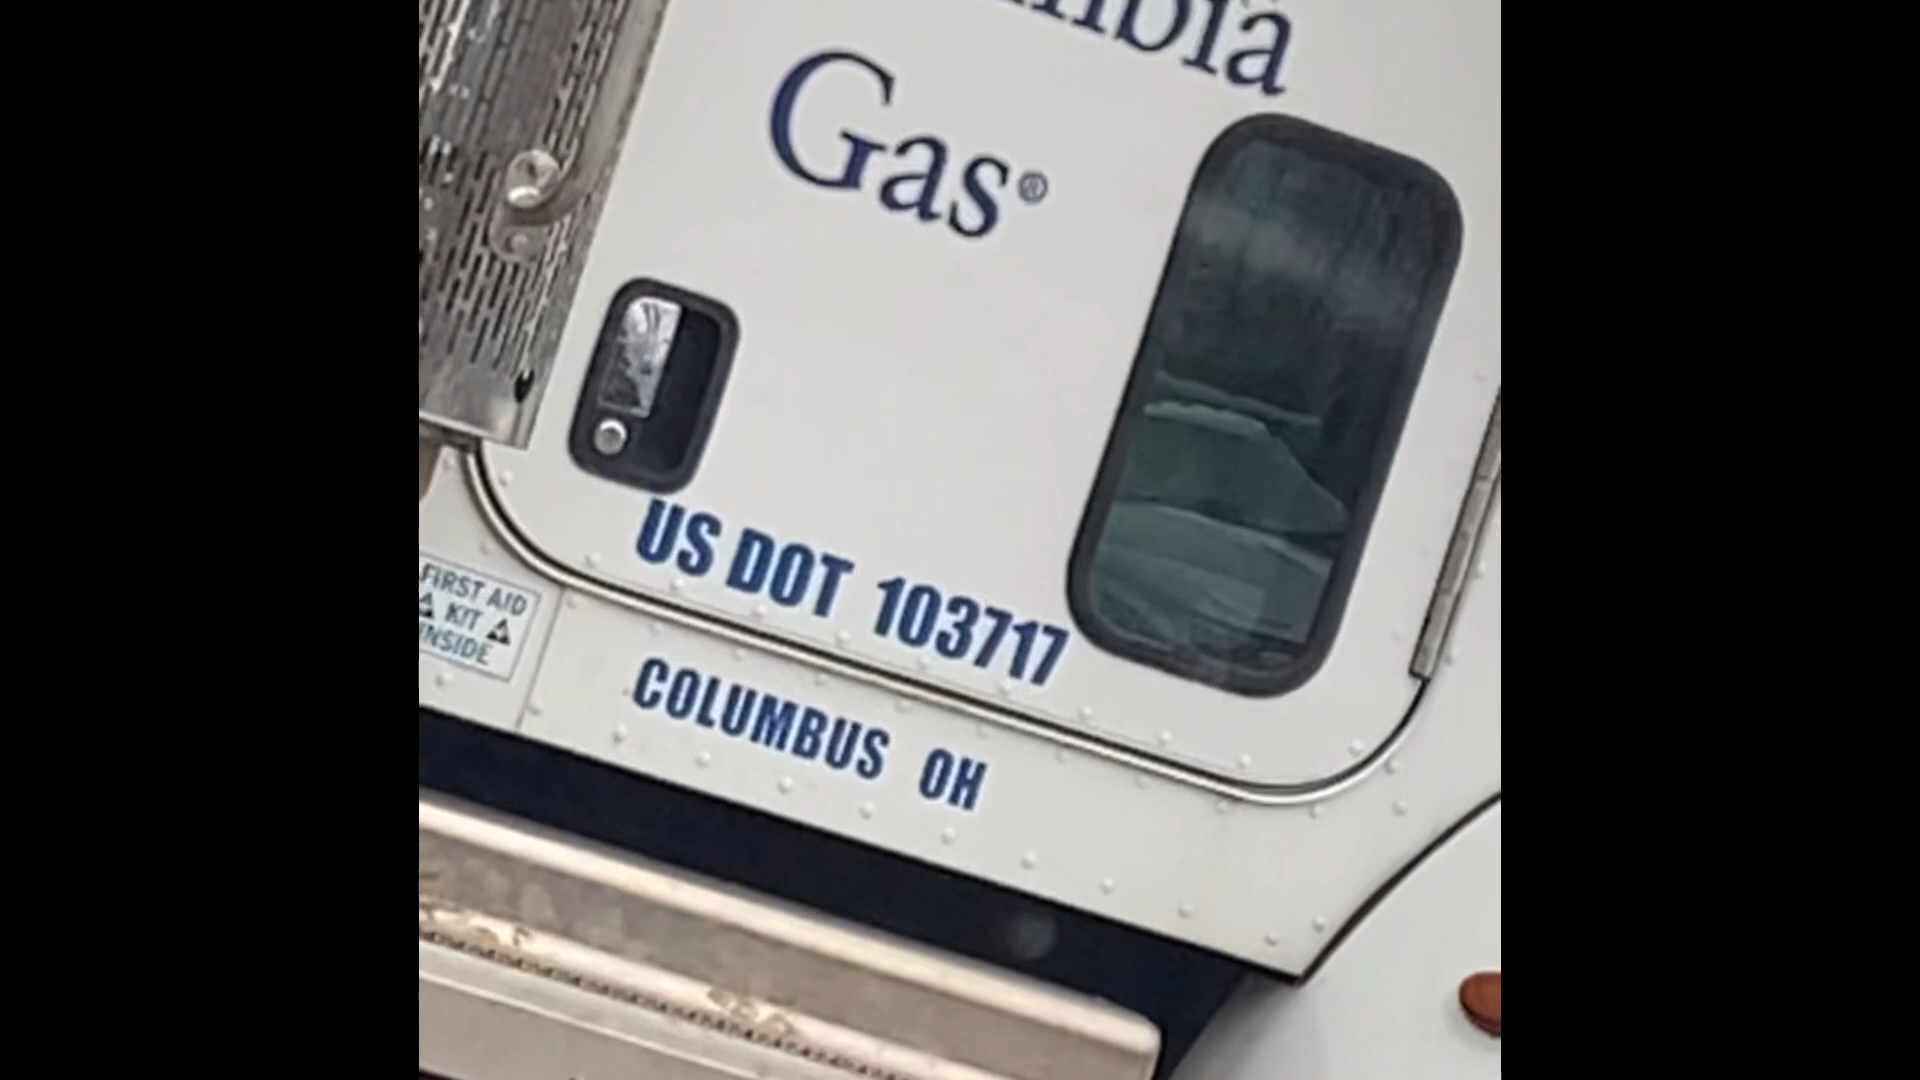 Gas®
US DOT 103717
COLUMBUS OH
FIRST AID
KIT
INSIDE